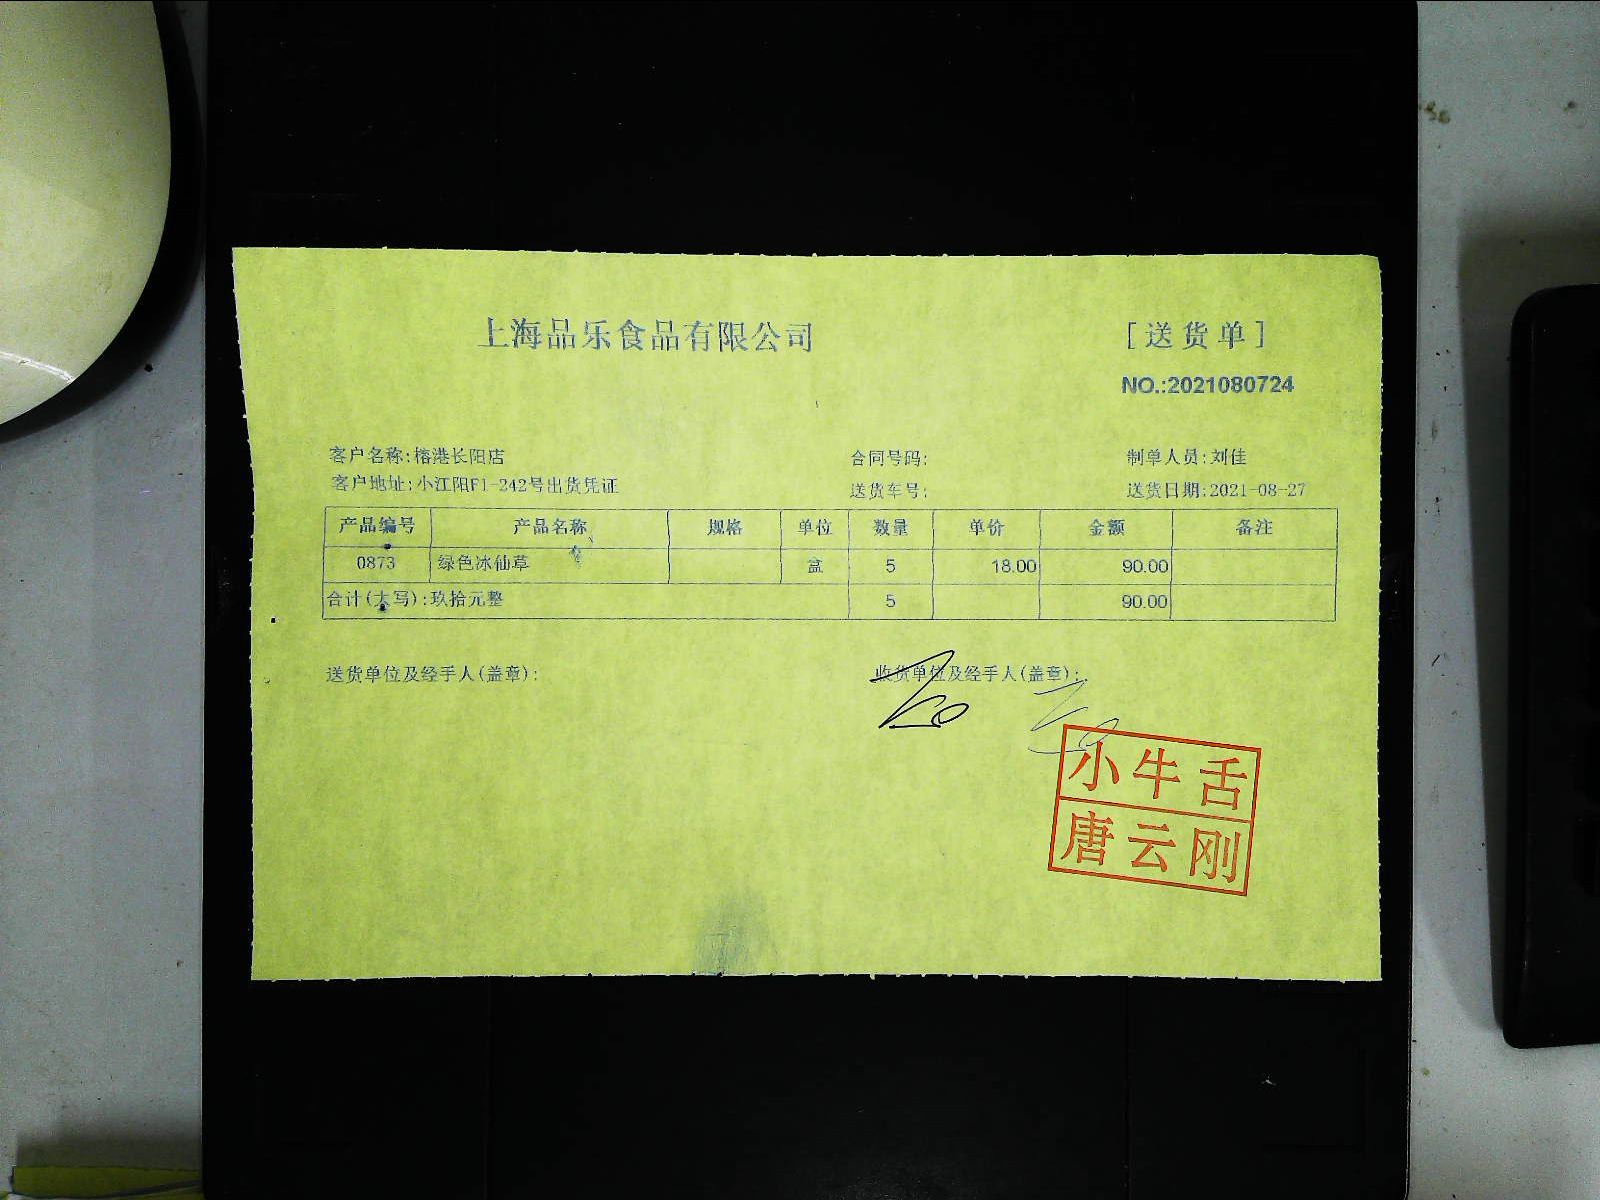 上海品乐食品有限公司 [送货单]
NO.:2021080724
客户名称:榕港长阳店 合同号码: 制单人员:刘佳
客户地址:小江阳F1-242号出货凭证 送货车号: 送货日期:2021-08-27
产品编号 产品名称 规格 单位 数量 单价 金额 备注
0873 绿色冰仙草 盒 5 18.00 90.00
合计(大写):玖拾元整 5 90.00
送货单位及经手人(盖章): 收货单位及经手人(盖章):
小牛舌
唐云刚